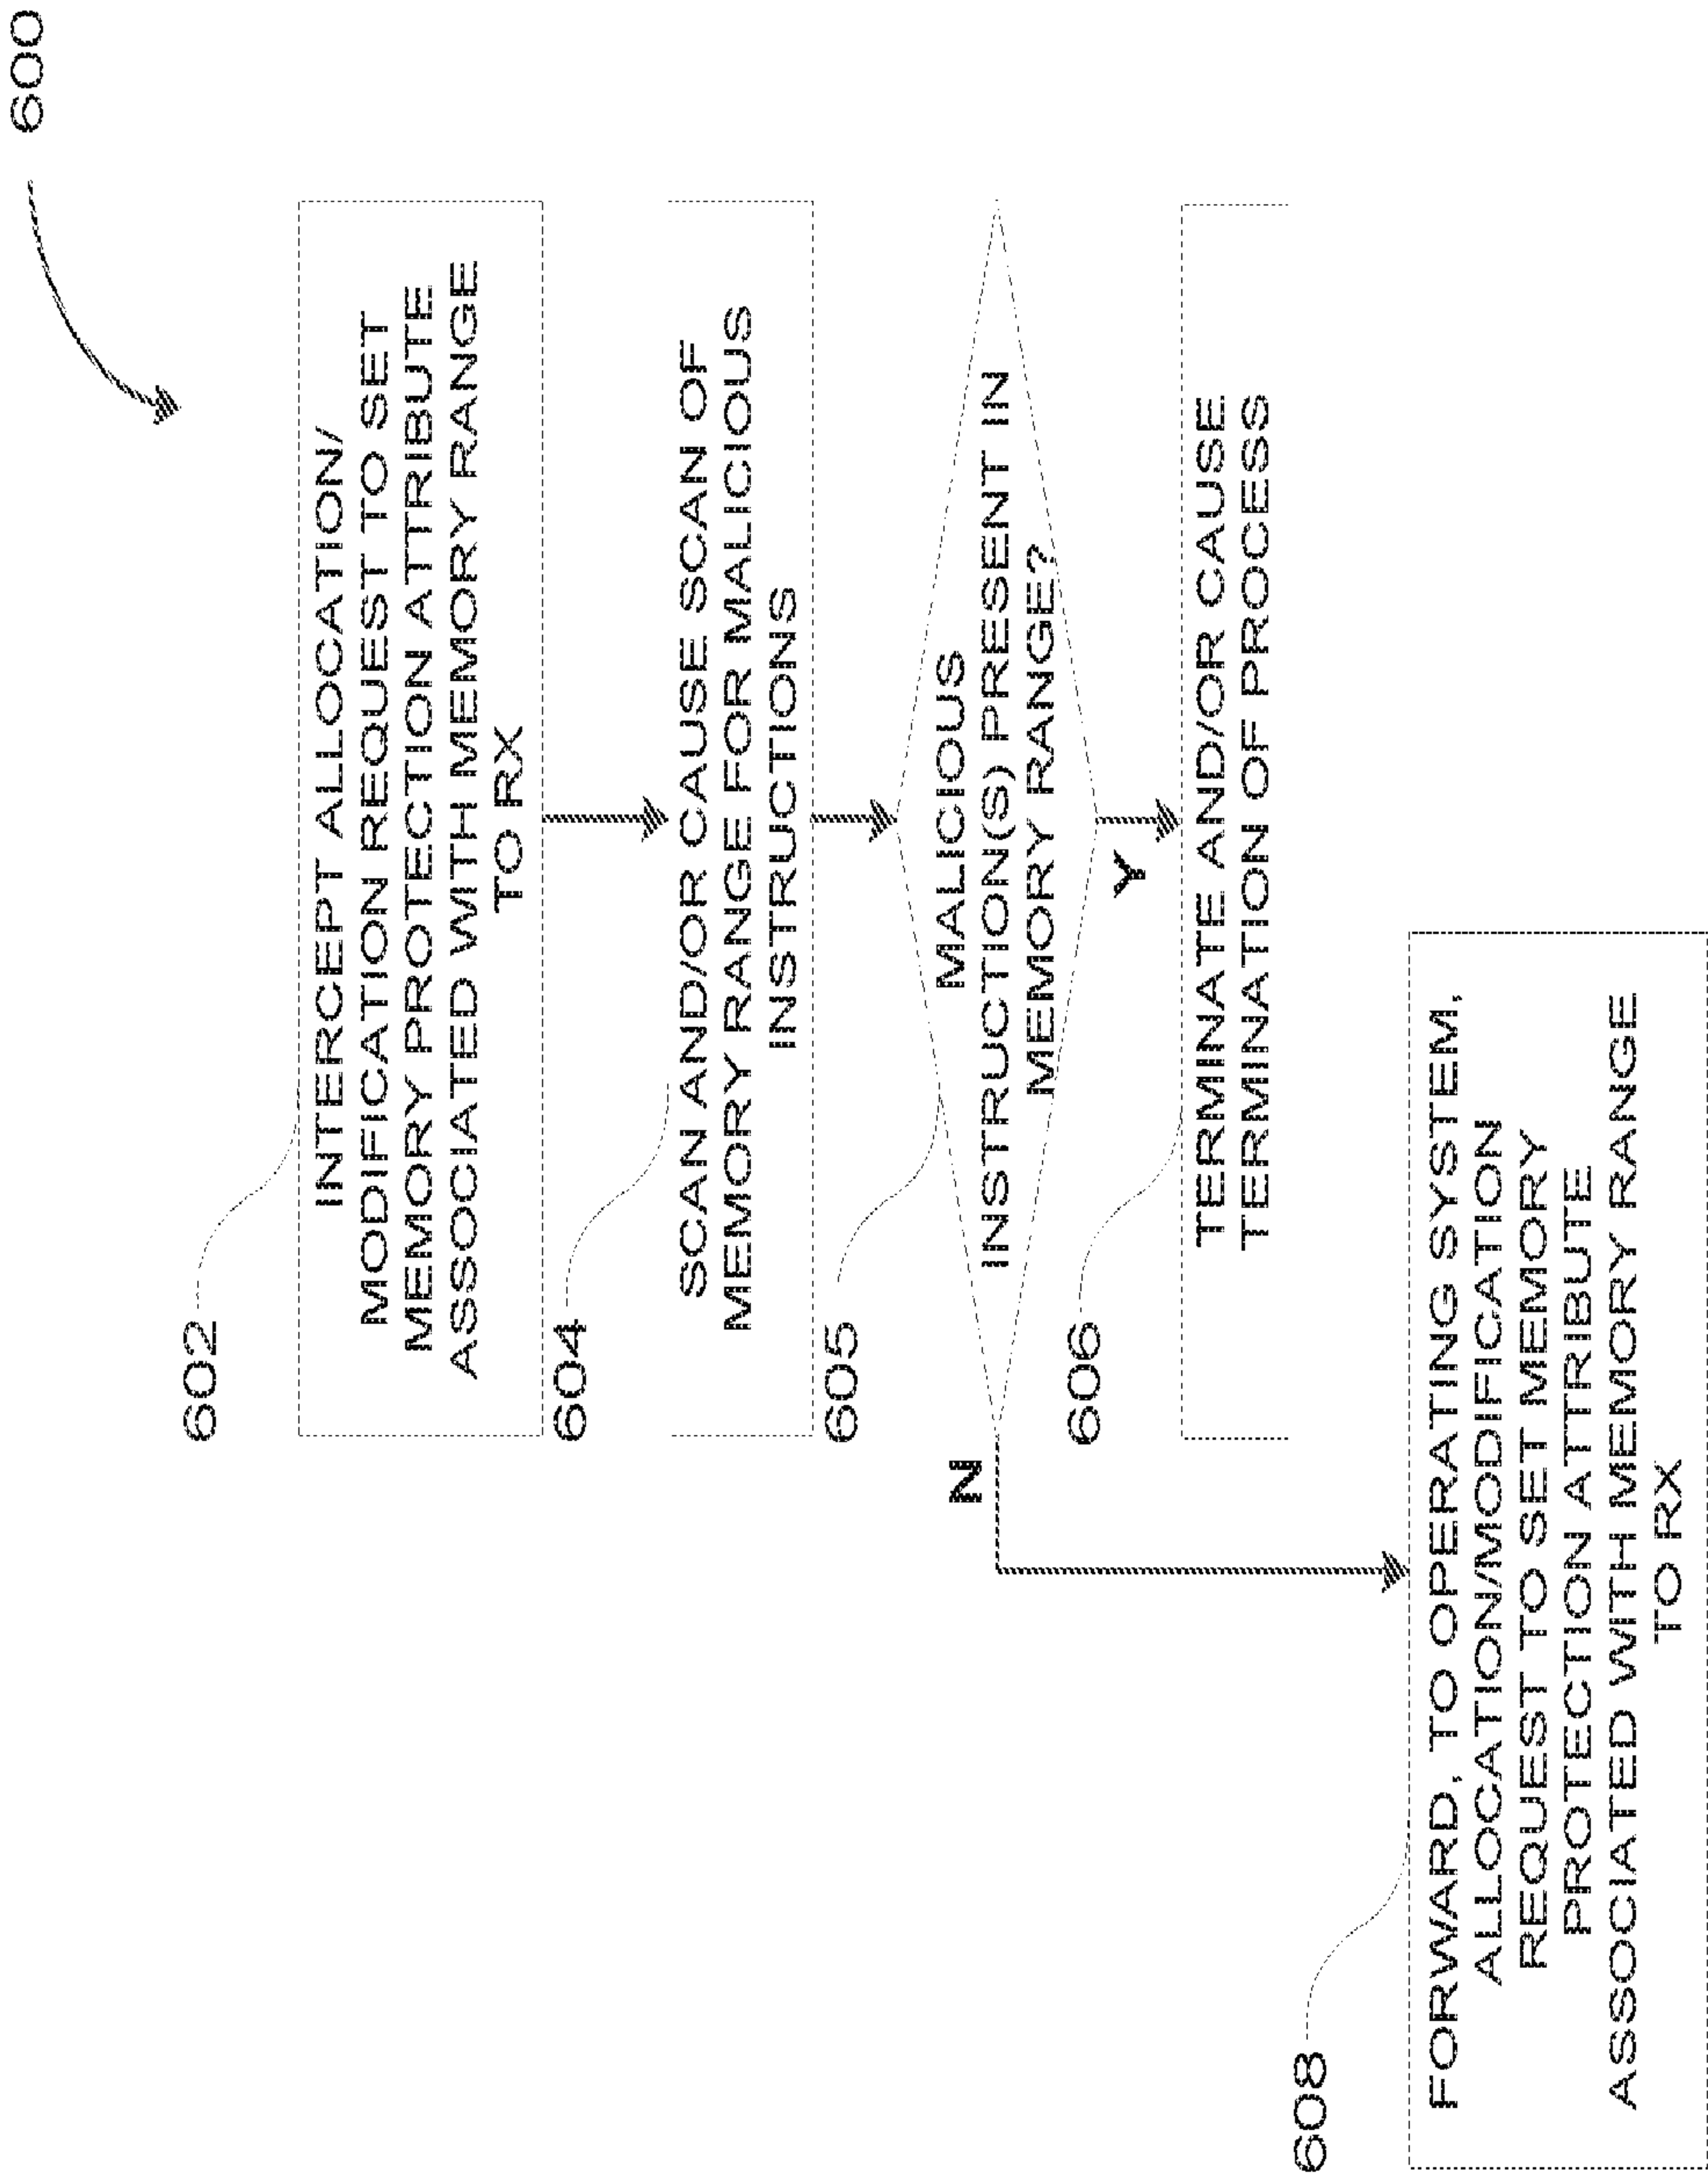 600
602
INTERCEPT ALLOCATION/
MODIFICATION REQUEST TO SET
MEMORY PROTECTION ATTRIBUTE
ASSOCIATED WITH MEMORY RANGE
TO RX
604
SCAN AND/OR CAUSE SCAN OF
MEMORY RANGE FOR MALICIOUS
INSTRUCTIONS
605
MALICIOUS
INSTRUCTION(S) PRESENT IN
MEMORY RANGE?
N
Y
606
TERMINATE AND/OR CAUSE
TERMINATION OF PROCESS
608
FORWARD, TO OPERATING SYSTEM,
ALLOCATION/MODIFICATION
REQUEST TO SET MEMORY
PROTECTION ATTRIBUTE
ASSOCIATED WITH MEMORY RANGE
TO RX